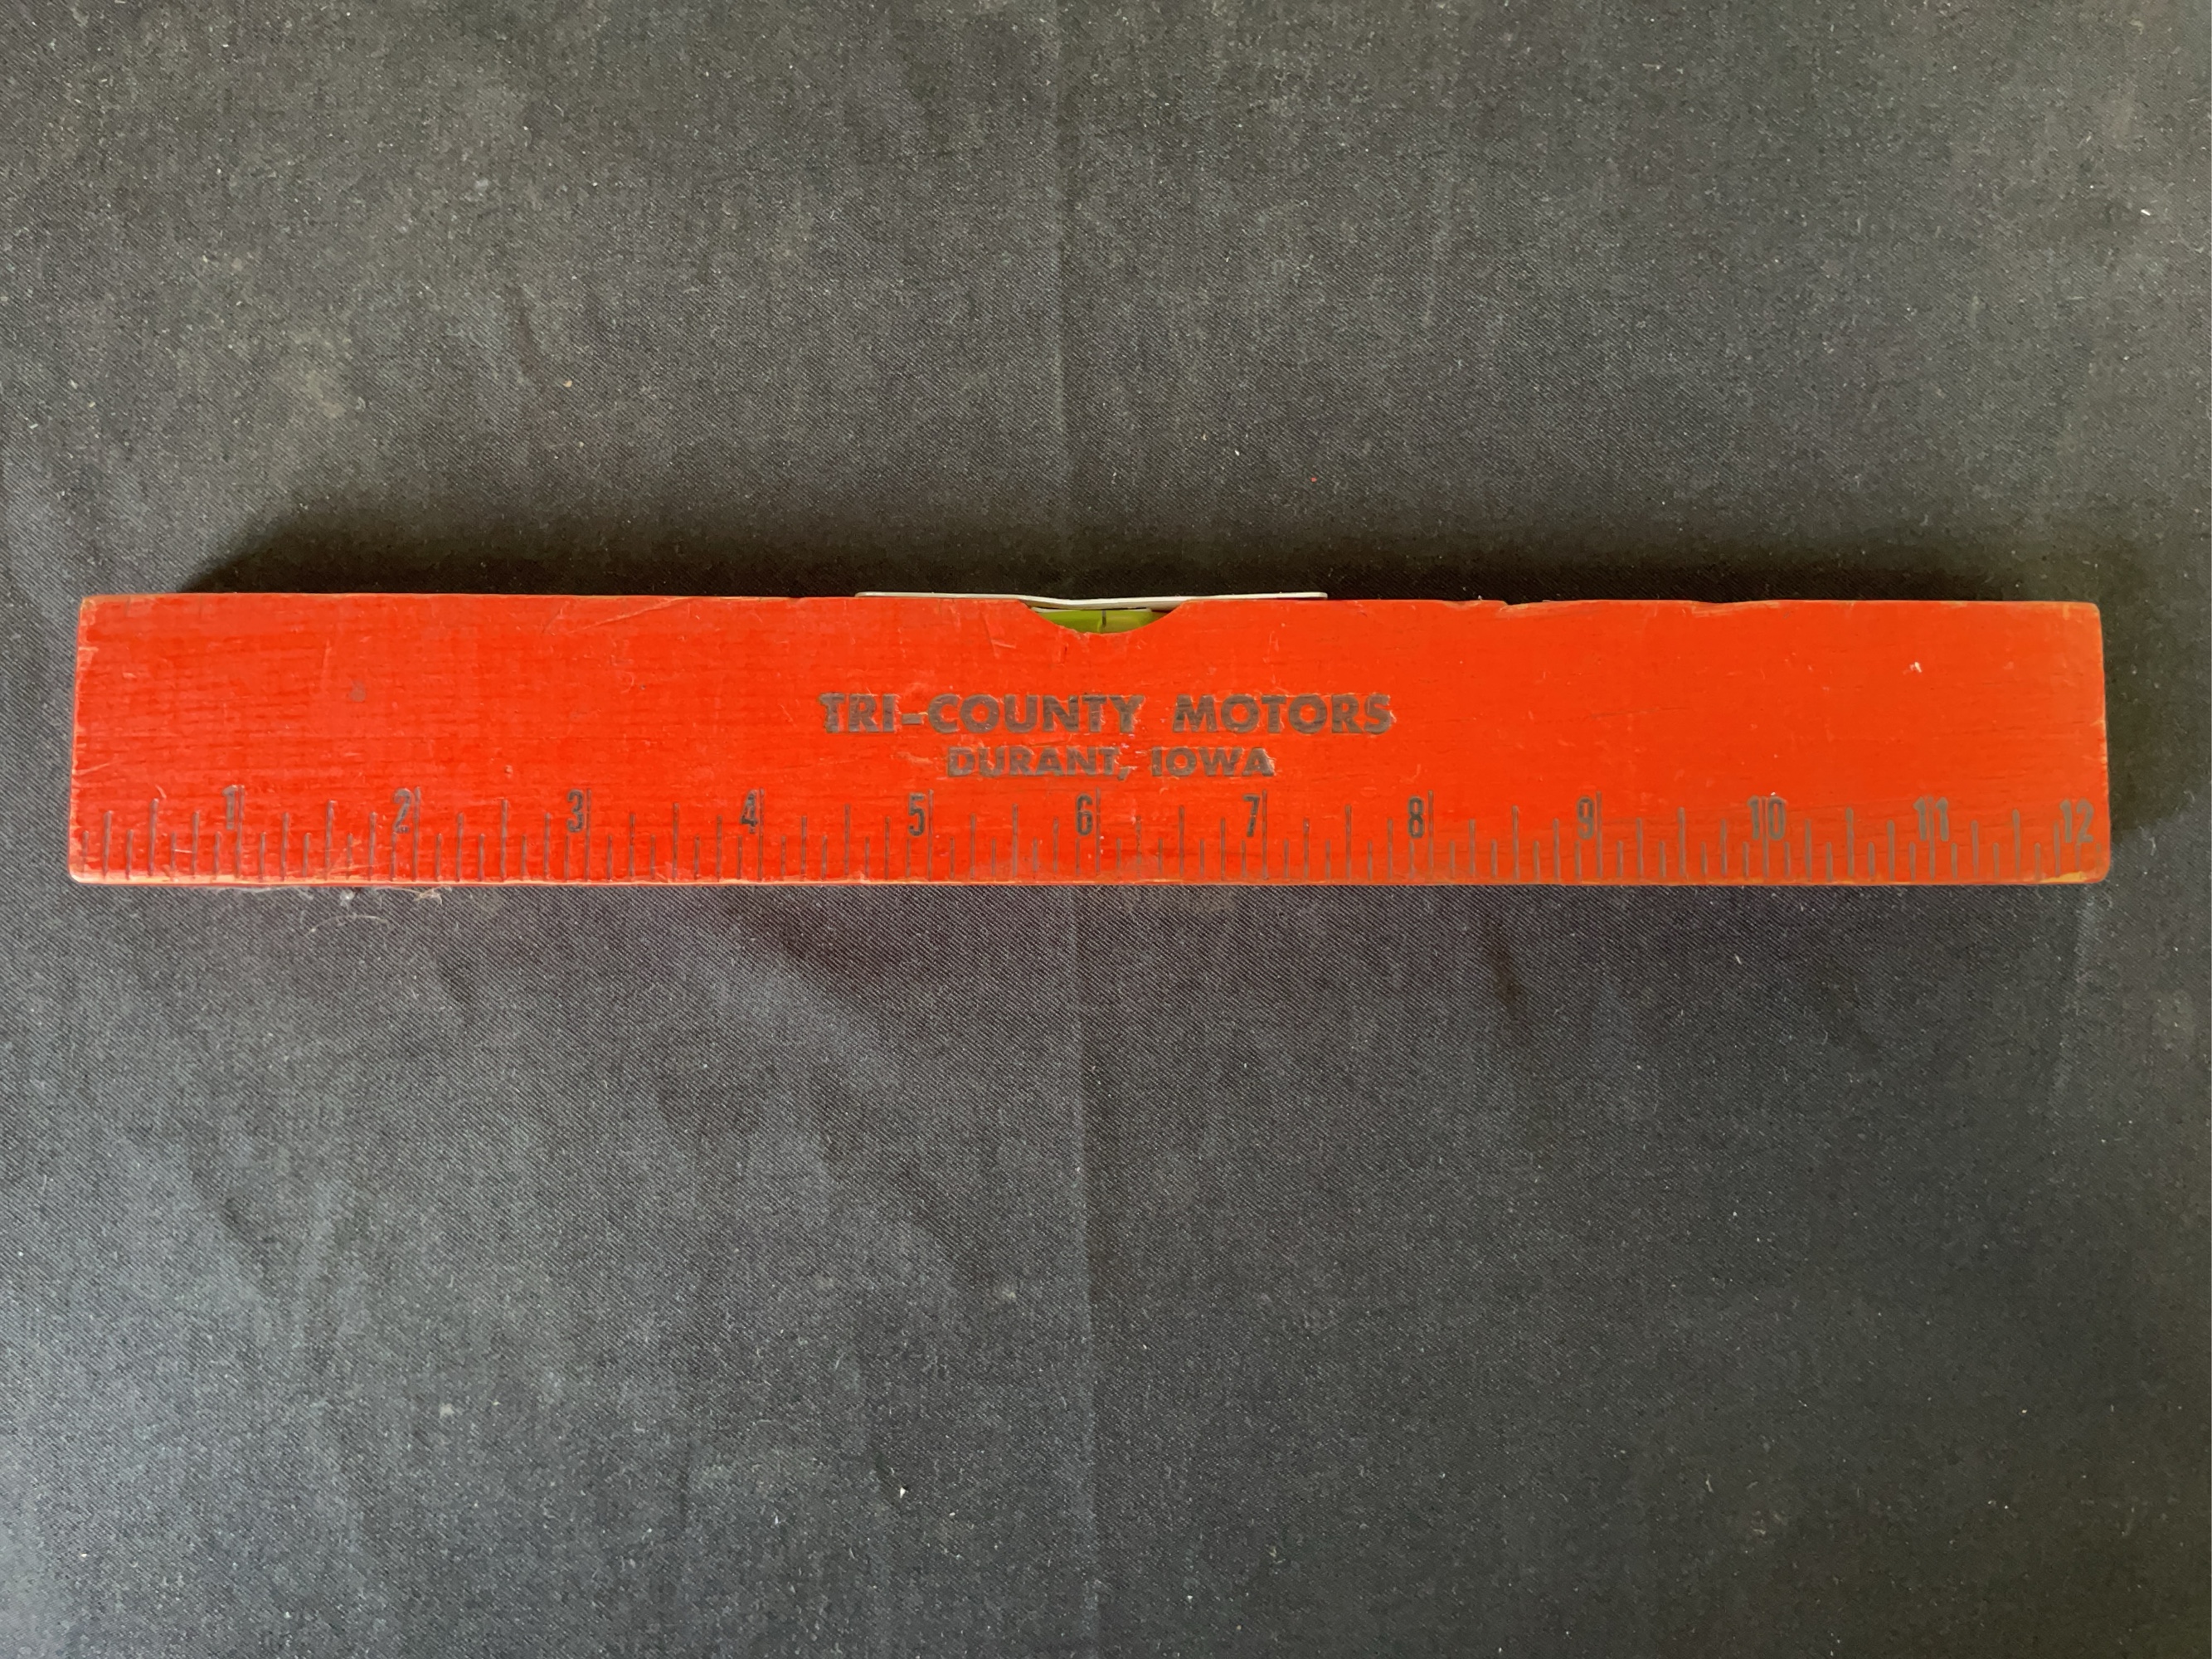 TRI-COUNTY MOTORS
DURANT, IOWA
1 2 3 4 5 6 7 8 9 10 11 12